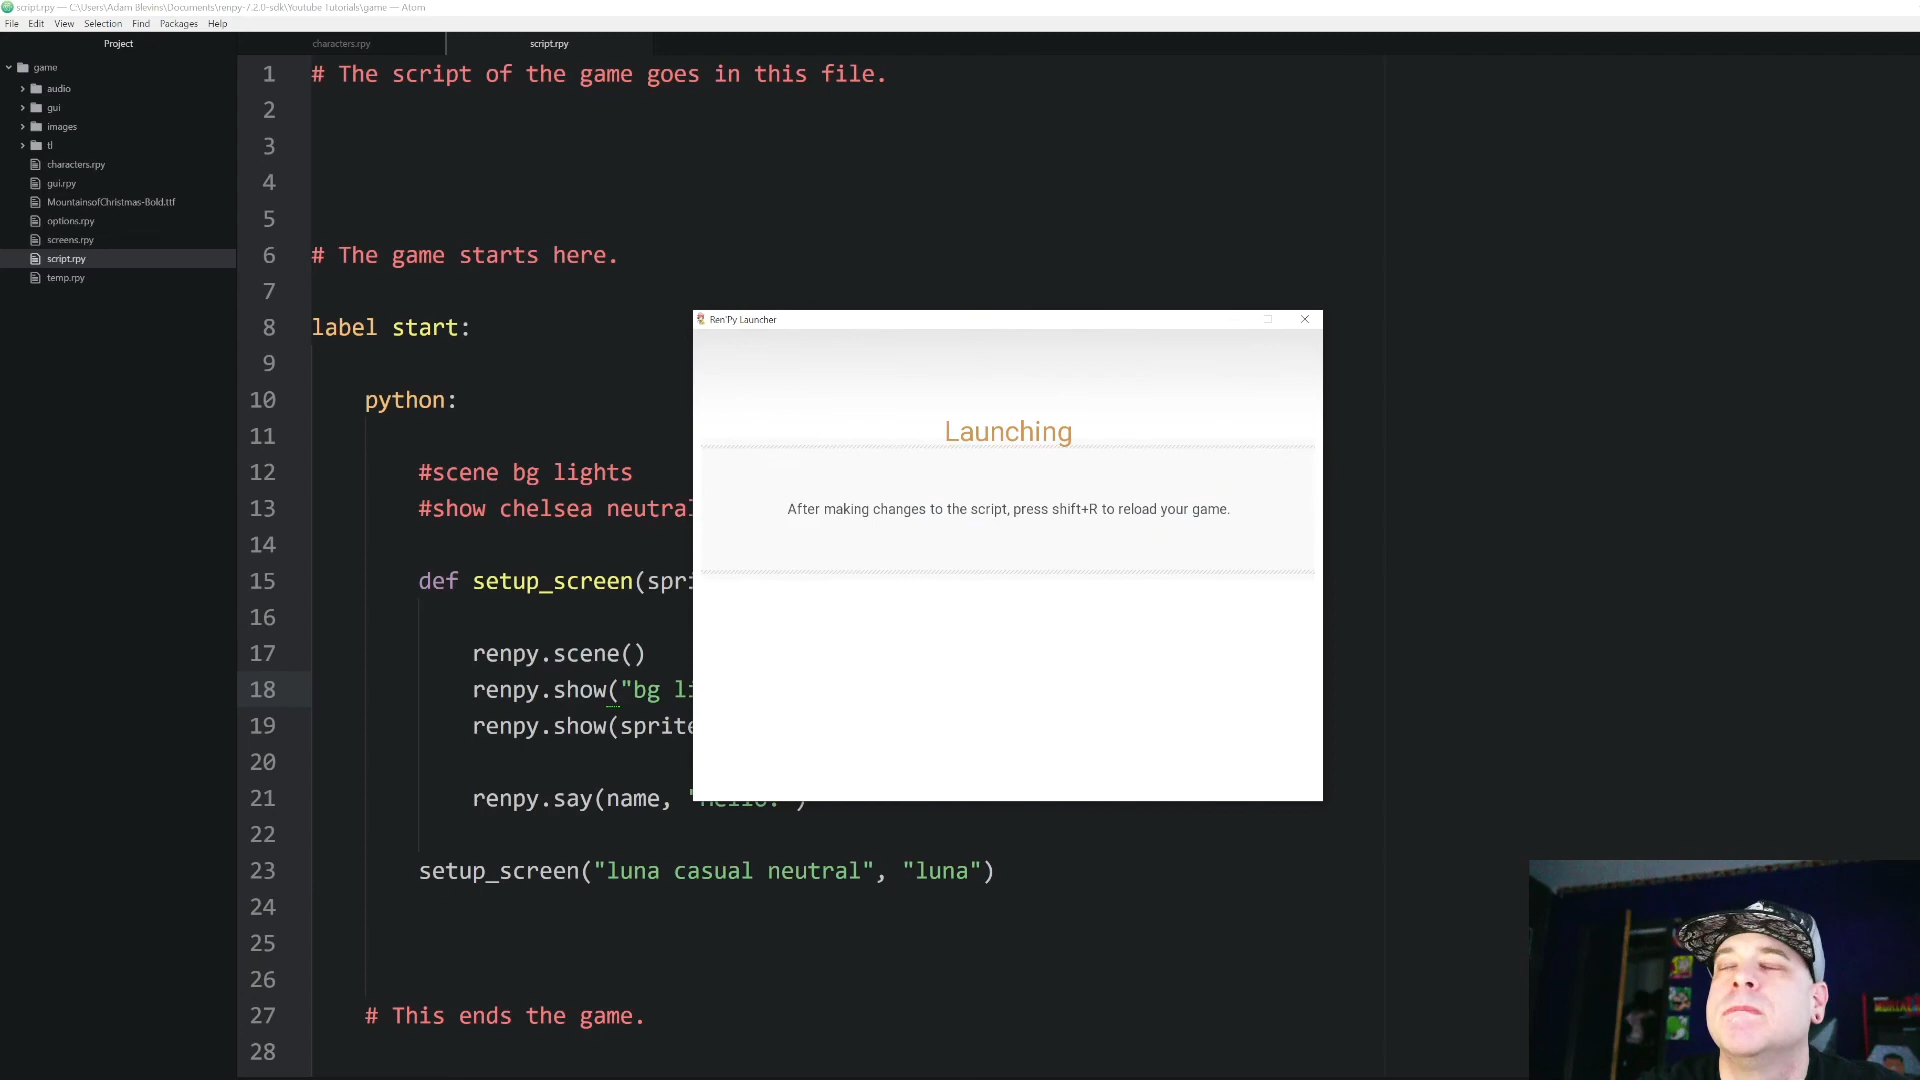 script.rpy — C:\Users\Adam Blevins\Documents\renpy-7.2.0-sdk\Youtube Tutorials\game — Atom
File Edit View Selection Find Packages Help
Project
game
audio
gui
images
tl
characters.rpy
gui.rpy
MountainsofChristmas-Bold.ttf
options.rpy
screens.rpy
script.rpy
temp.rpy
characters.rpy script.rpy
1 # The script of the game goes in this file.
2
3
4
5
6 # The game starts here.
7
8 label start:
9
10 python:
11
12 #scene bg lights
13 #show chelsea neutral
14
15 def setup_screen(spri
16
17 renpy.scene()
18 renpy.show("bg li
19 renpy.show(sprite
20
21 renpy.say(name,
22
23 setup_screen("luna casual neutral", "luna")
24
25
26
27 # This ends the game.
28
Ren'Py Launcher
Launching
After making changes to the script, press shift+R to reload your game.